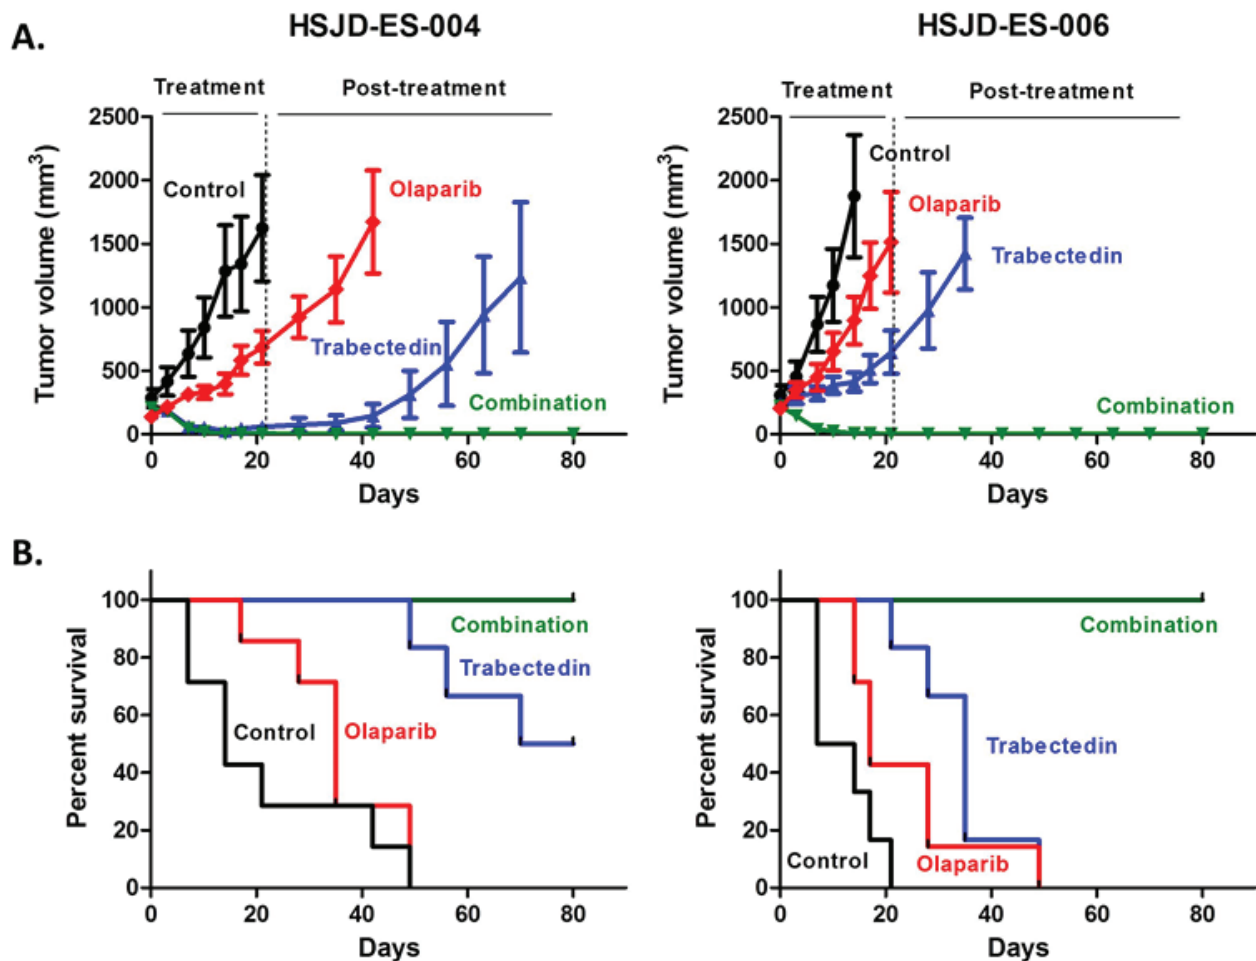 A.
HSJD-ES-004
HSJD-ES-006
Treatment
Post-treatment
Treatment
Post-treatment
Tumor volume (mm³)
2500
2000
1500
1000
500
0
Control
Olaparib
Trabectedin
Combination
0 20 40 60 80
Days
Tumor volume (mm³)
2500
2000
1500
1000
500
0
Control
Olaparib
Trabectedin
Combination
0 20 40 60 80
Days
B.
Percent survival
100
80
60
40
20
0
Combination
Trabectedin
Control
Olaparib
0 20 40 60 80
Days
Percent survival
100
80
60
40
20
0
Combination
Trabectedin
Control
Olaparib
0 20 40 60 80
Days